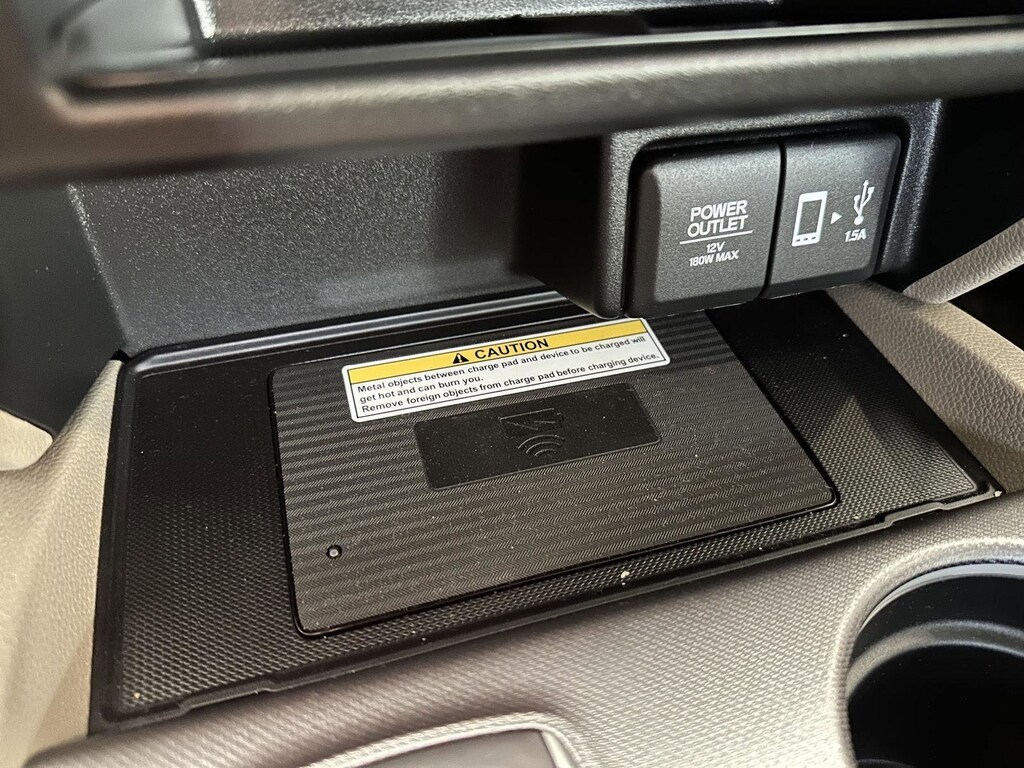 POWER
OUTLET
12V
180W MAX
1.5A
CAUTION
Metal objects between charge pad and device to be charged will
get hot and can burn you.
Remove foreign objects from charge pad before charging device.